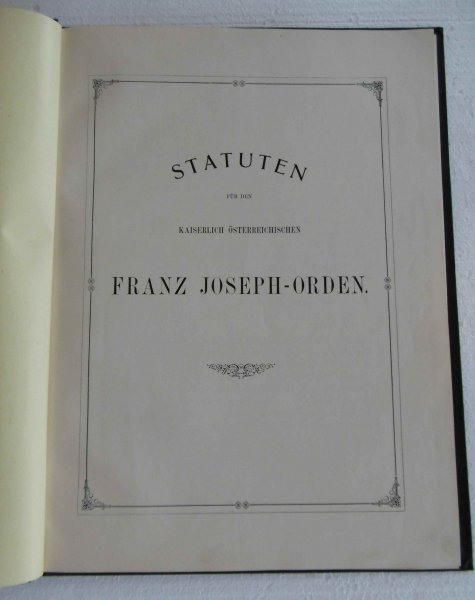 STATUTEN
FÜR DEN
KAISERLICH ÖSTERREICHISCHEN
FRANZ JOSEPH-ORDEN.